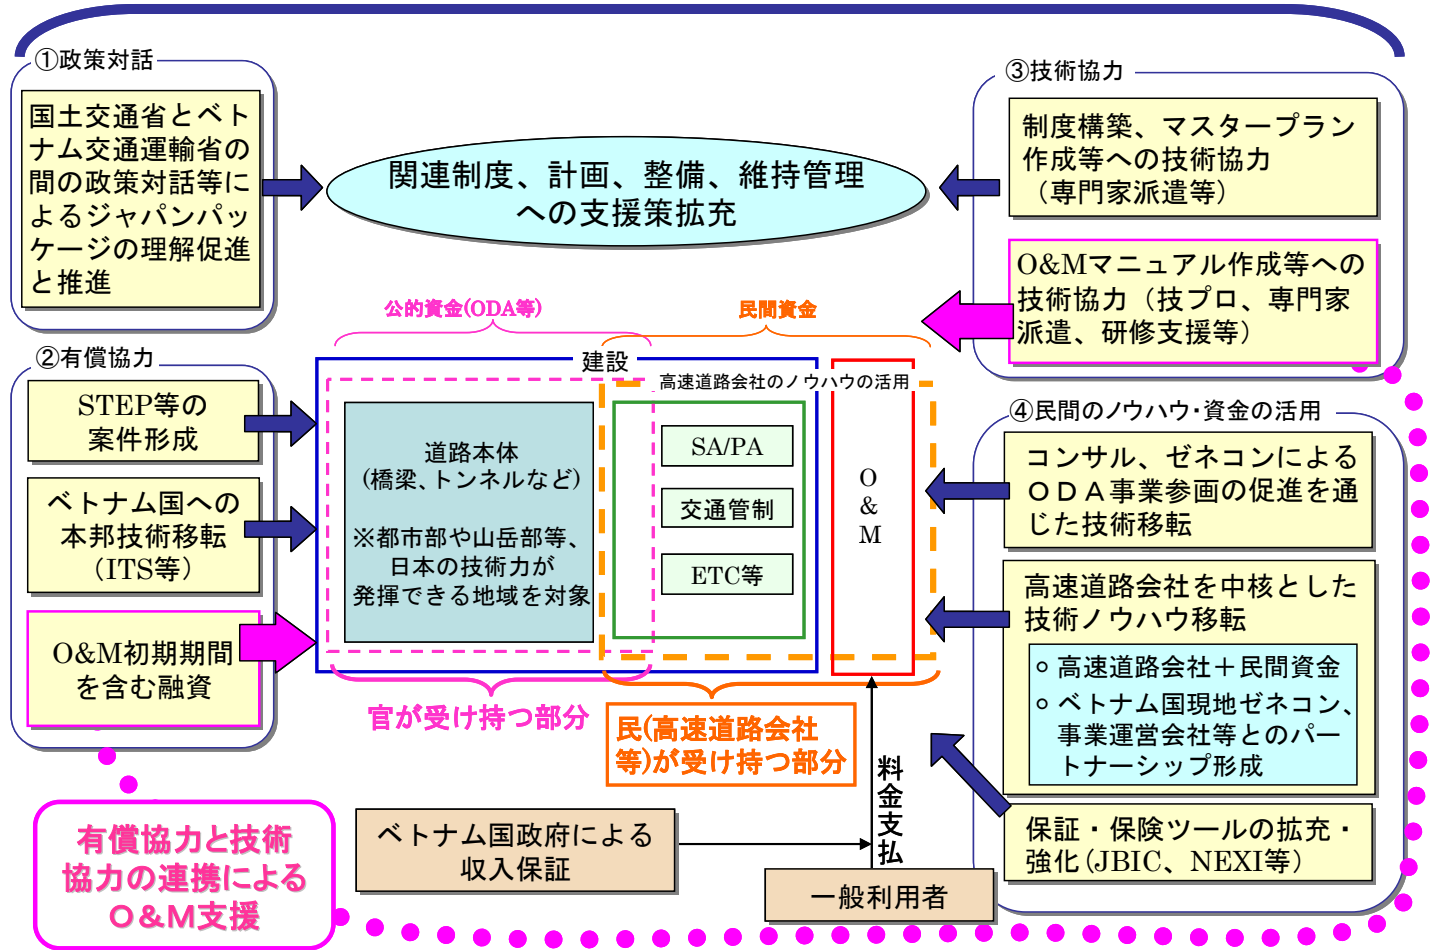 ①政策対話
国土交通省とベト
ナム交通運輸省の
間の政策対話等に
よるジャパンパッ
ケージの理解促進
と推進
関連制度、計画、整備、維持管理
への支援策拡充
③技術協力
制度構築、マスタープラン
作成等への技術協力
（専門家派遣等）
O&Mマニュアル作成等への
技術協力（技プロ、専門家
派遣、研修支援等）
公的資金(ODA等)
民間資金
②有償協力
STEP等の
案件形成
ベトナム国への
本邦技術移転
（ITS等）
O&M初期期間
を含む融資
建設
高速道路会社のノウハウの活用
道路本体
(橋梁、トンネルなど)
※都市部や山岳部等、
日本の技術力が
発揮できる地域を対象
SA/PA
交通管制
ETC等
O
&
M
官が受け持つ部分
民(高速道路会社
等)が受け持つ部分
④民間のノウハウ・資金の活用
コンサル、ゼネコンによる
ＯＤＡ事業参画の促進を通
じた技術移転
高速道路会社を中核とした
技術ノウハウ移転
○高速道路会社＋民間資金
○ベトナム国現地ゼネコン、
事業運営会社等とのパー
トナーシップ形成
保証・保険ツールの拡充・
強化(JBIC、NEXI等）
料金支払
ベトナム国政府による
収入保証
一般利用者
有償協力と技術
協力の連携による
Ｏ＆Ｍ支援